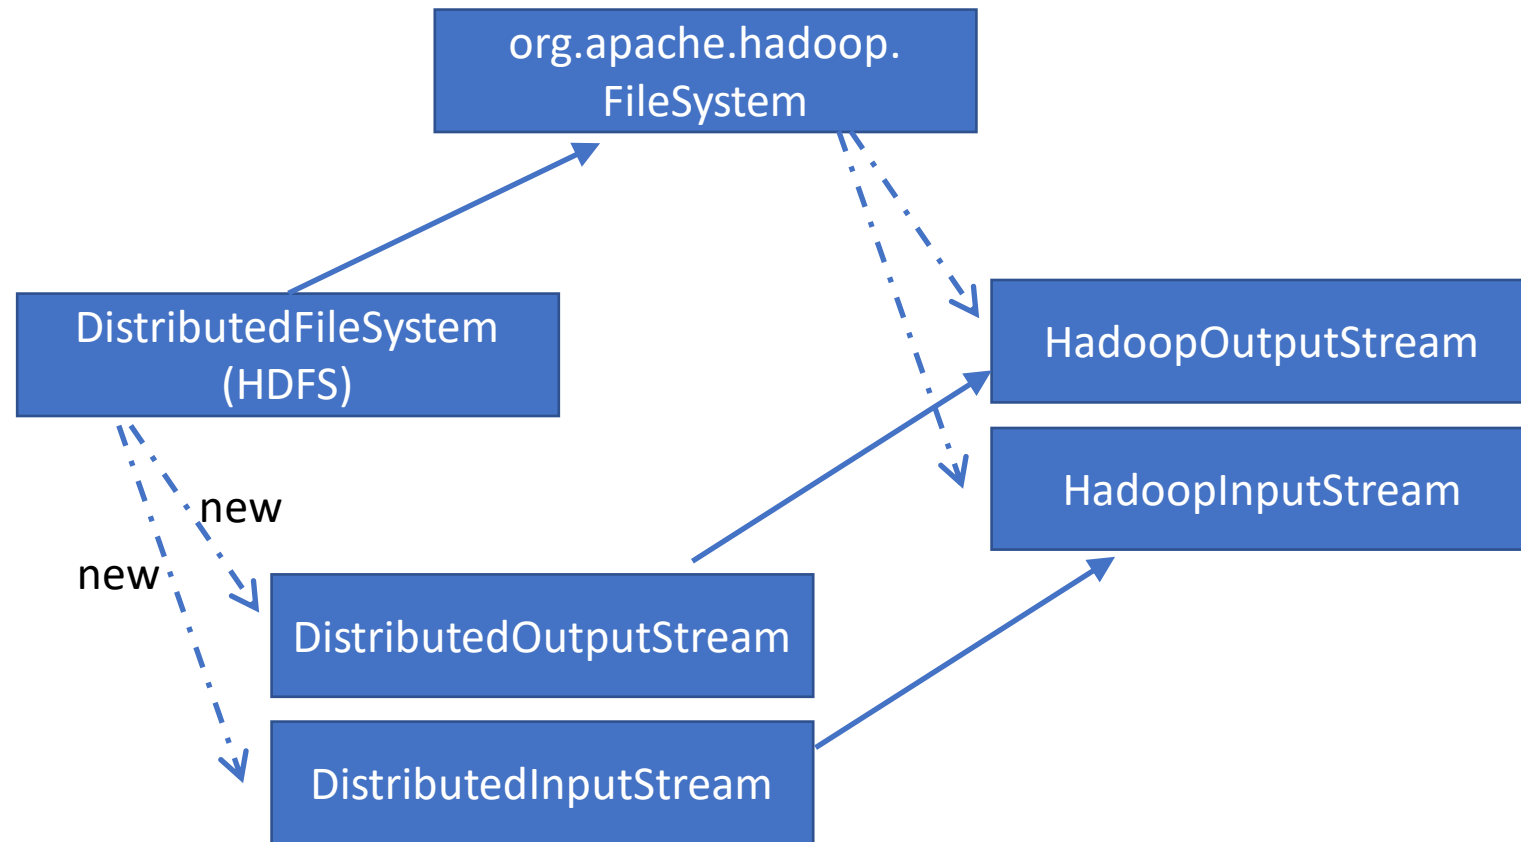 org.apache.hadoop.
FileSystem
DistributedFileSystem
(HDFS)
HadoopOutputStream
HadoopInputStream
new
new
DistributedOutputStream
DistributedInputStream